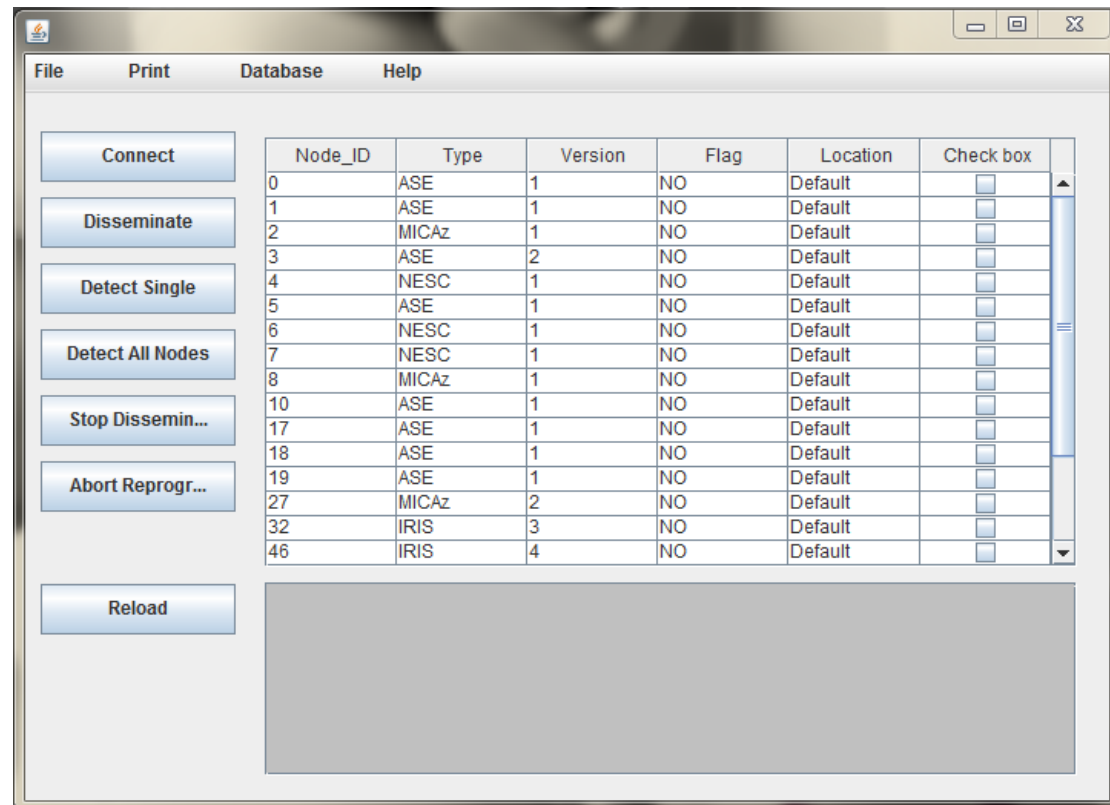 File Print Database Help
Connect
Disseminate
Detect Single
Detect All Nodes
Stop Dissemin...
Abort Reprogr...
Reload
Node_ID Type Version Flag Location Check box
0 ASE 1 NO Default
1 ASE 1 NO Default
2 MICAz 1 NO Default
3 ASE 2 NO Default
4 NESC 1 NO Default
5 ASE 1 NO Default
6 NESC 1 NO Default
7 NESC 1 NO Default
8 MICAz 1 NO Default
10 ASE 1 NO Default
17 ASE 1 NO Default
18 ASE 1 NO Default
19 ASE 1 NO Default
27 MICAz 2 NO Default
32 IRIS 3 NO Default
46 IRIS 4 NO Default